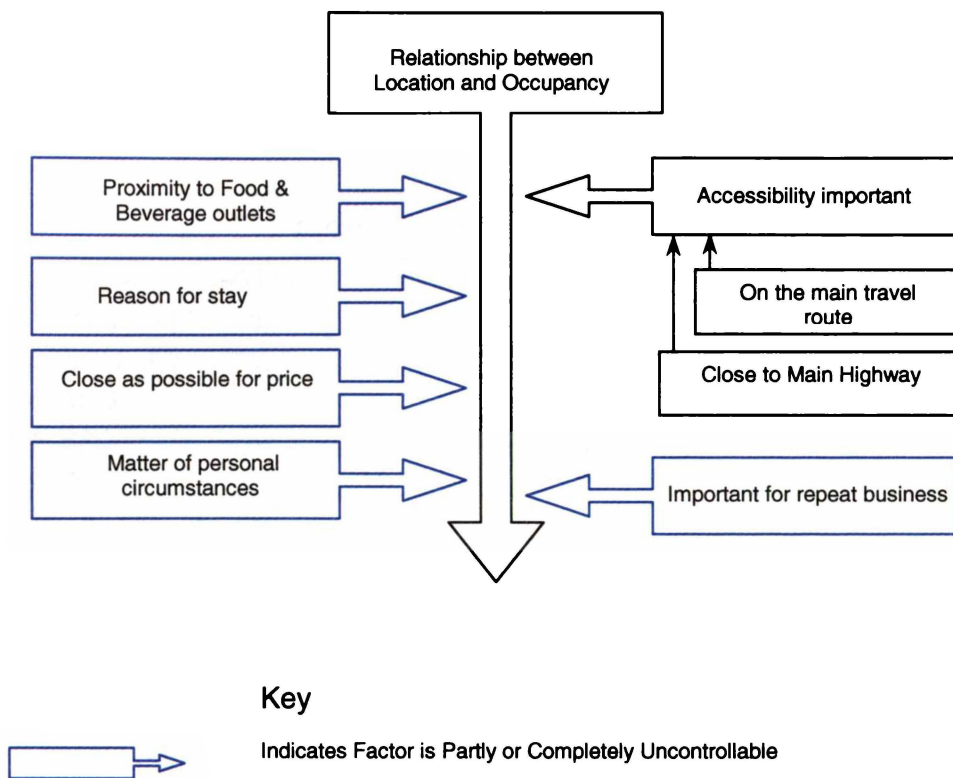 Relationship between
Location and Occupancy
Proximity to Food &
Beverage outlets
Accessibility important
Reason for stay
On the main travel
route
Close as possible for price
Close to Main Highway
Matter of personal
circumstances
Important for repeat business
Key
Indicates Factor is Partly or Completely Uncontrollable